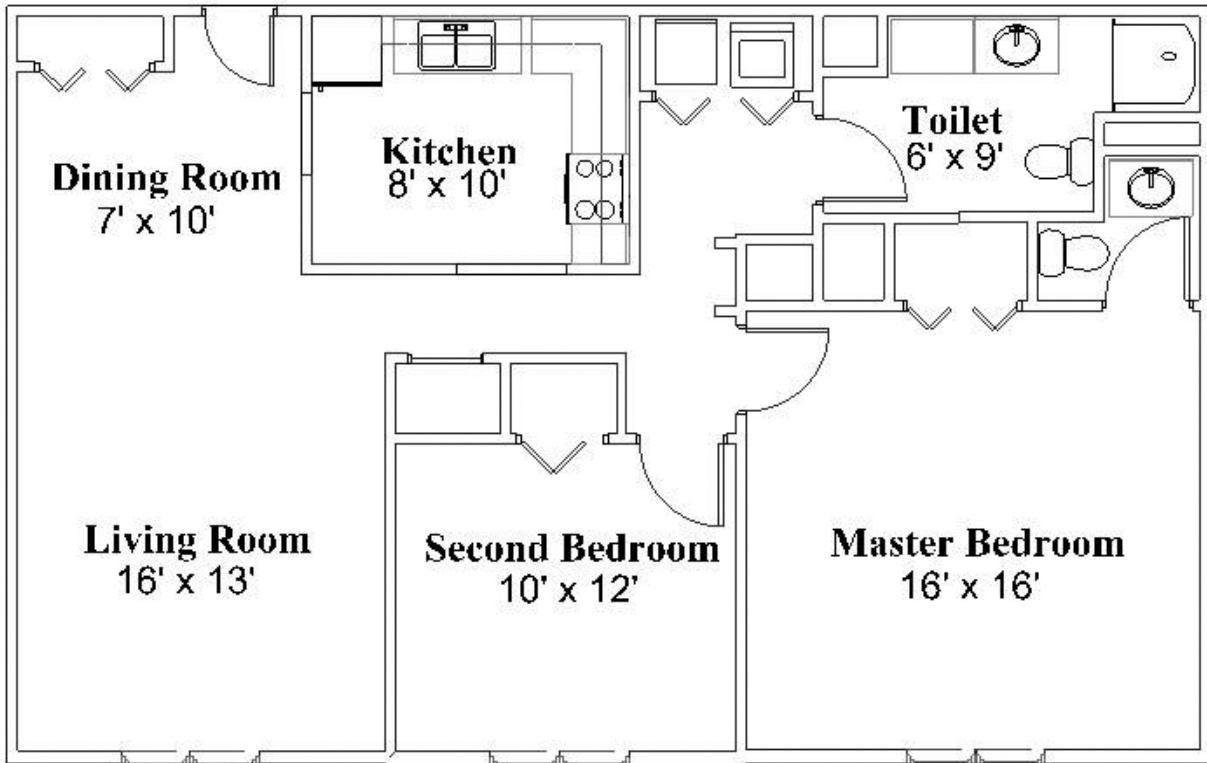 Kitchen
8' x 10'
Toilet
6' x 9'
Dining Room
7' x 10'
Living Room
16' x 13'
Second Bedroom
10' x 12'
Master Bedroom
16' x 16'